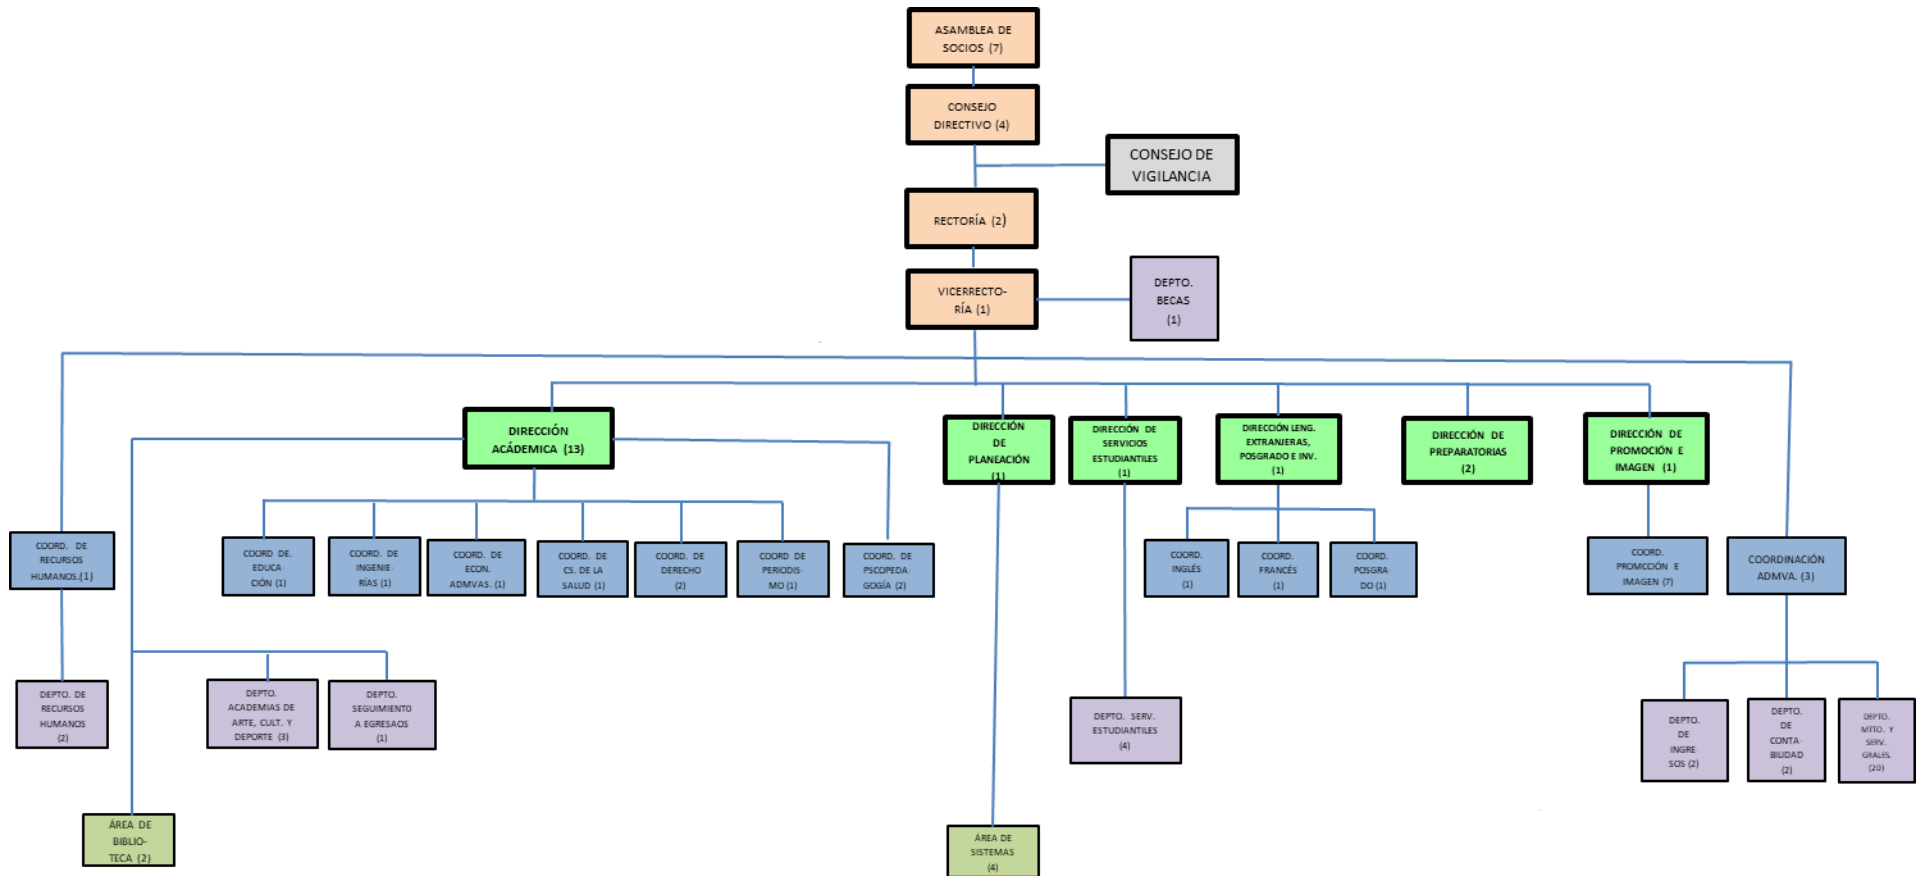 ASAMBLEA DE
SOCIOS (7)
CONSEJO
DIRECTIVO (4)
CONSEJO DE
VIGILANCIA
RECTORÍA (2)
VICERRECTO-
RÍA (1)
DEPTO.
BECAS
(1)
DIRECCIÓN
ACÁDEMICA (13)
DIRECCIÓN
DE
PLANEACIÓN
(1)
DIRECCIÓN DE
SERVICIOS
ESTUDIANTILES
(1)
DIRECCIÓN LENG.
EXTRANJERAS,
POSGRADO E INV.
(1)
DIRECCIÓN DE
PREPARATORIAS
(2)
DIRECCIÓN DE
PROMOCIÓN E
IMAGEN (1)
COORD. DE
RECURSOS
HUMANOS.(1)
COORD DE.
EDUCA-
CIÓN (1)
COORD. DE
INGENIE-
RÍAS (1)
COORD. DE
ECON.
ADMVAS. (1)
COORD. DE
CS. DE LA
SALUD (1)
COORD. DE
DERECHO
(2)
COORD DE
PERIODIS-
MO (1)
COORD. DE
PSCOPEDA-
GOGÍA (2)
COORD.
INGLÉS
(1)
COORD.
FRANCÉS
(1)
COORD.
POSGRA-
DO (1)
COORD.
PROMCCIÓN E
IMAGEN (7)
COORDINACIÓN
ADMVA. (3)
DEPTO. DE
RECURSOS
HUMANOS
(2)
DEPTO.
ACADEMIAS DE
ARTE, CULT. Y
DEPORTE (3)
DEPTO.
SEGUIMIENTO
A EGRESAOS
(1)
DEPTO. SERV.
ESTUDIANTILES
(4)
DEPTO.
DE
INGRE-
SOS (2)
DEPTO.
DE
CONTA-
BILIDAD
(2)
DEPTO.
MTTO. Y
SERV.
GRALES.
(20)
ÁREA DE
BIBLIO-
TECA (2)
ÁREA DE
SISTEMAS
(4)